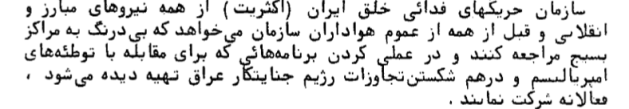 سازمان چریکهای فدائی خلق ایران (اکثریت) از همه نیروهای مبارز و
انقلابی و قبل از همه از عموم هواداران سازمان می‌خواهد که بی‌درنگ به مراکز
بسیج مراجعه کنند و در عملی کردن برنامه‌هائی که برای مقابله با توطئه‌های
امپریالیسم و درهم شکستن تجاوزات رژیم جنایتکار عراق تهیه دیده می‌شود ،
فعالانه شرکت نمایند .